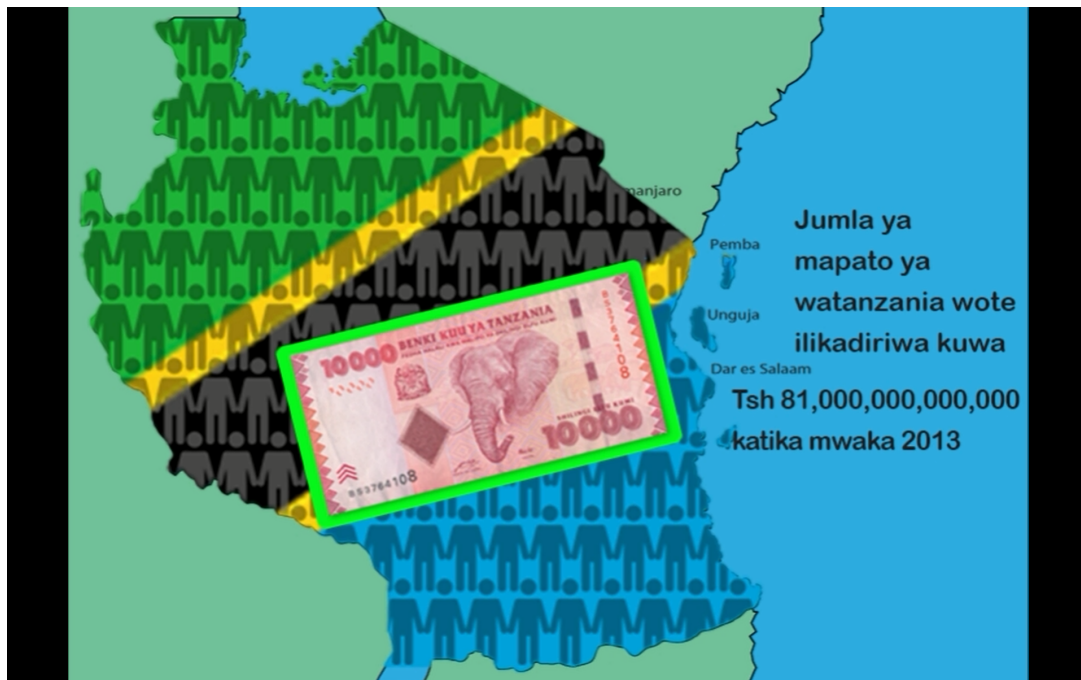 manjaro
Pemba
Unguja
Dar es Salaam
Jumla ya
mapato ya
watanzania wote
ilikadiriwa kuwa
Tsh 81,000,000,000,000
katika mwaka 2013
10000 BENKI KUU YA TANZANIA
BS3764108
10000
BS3764108